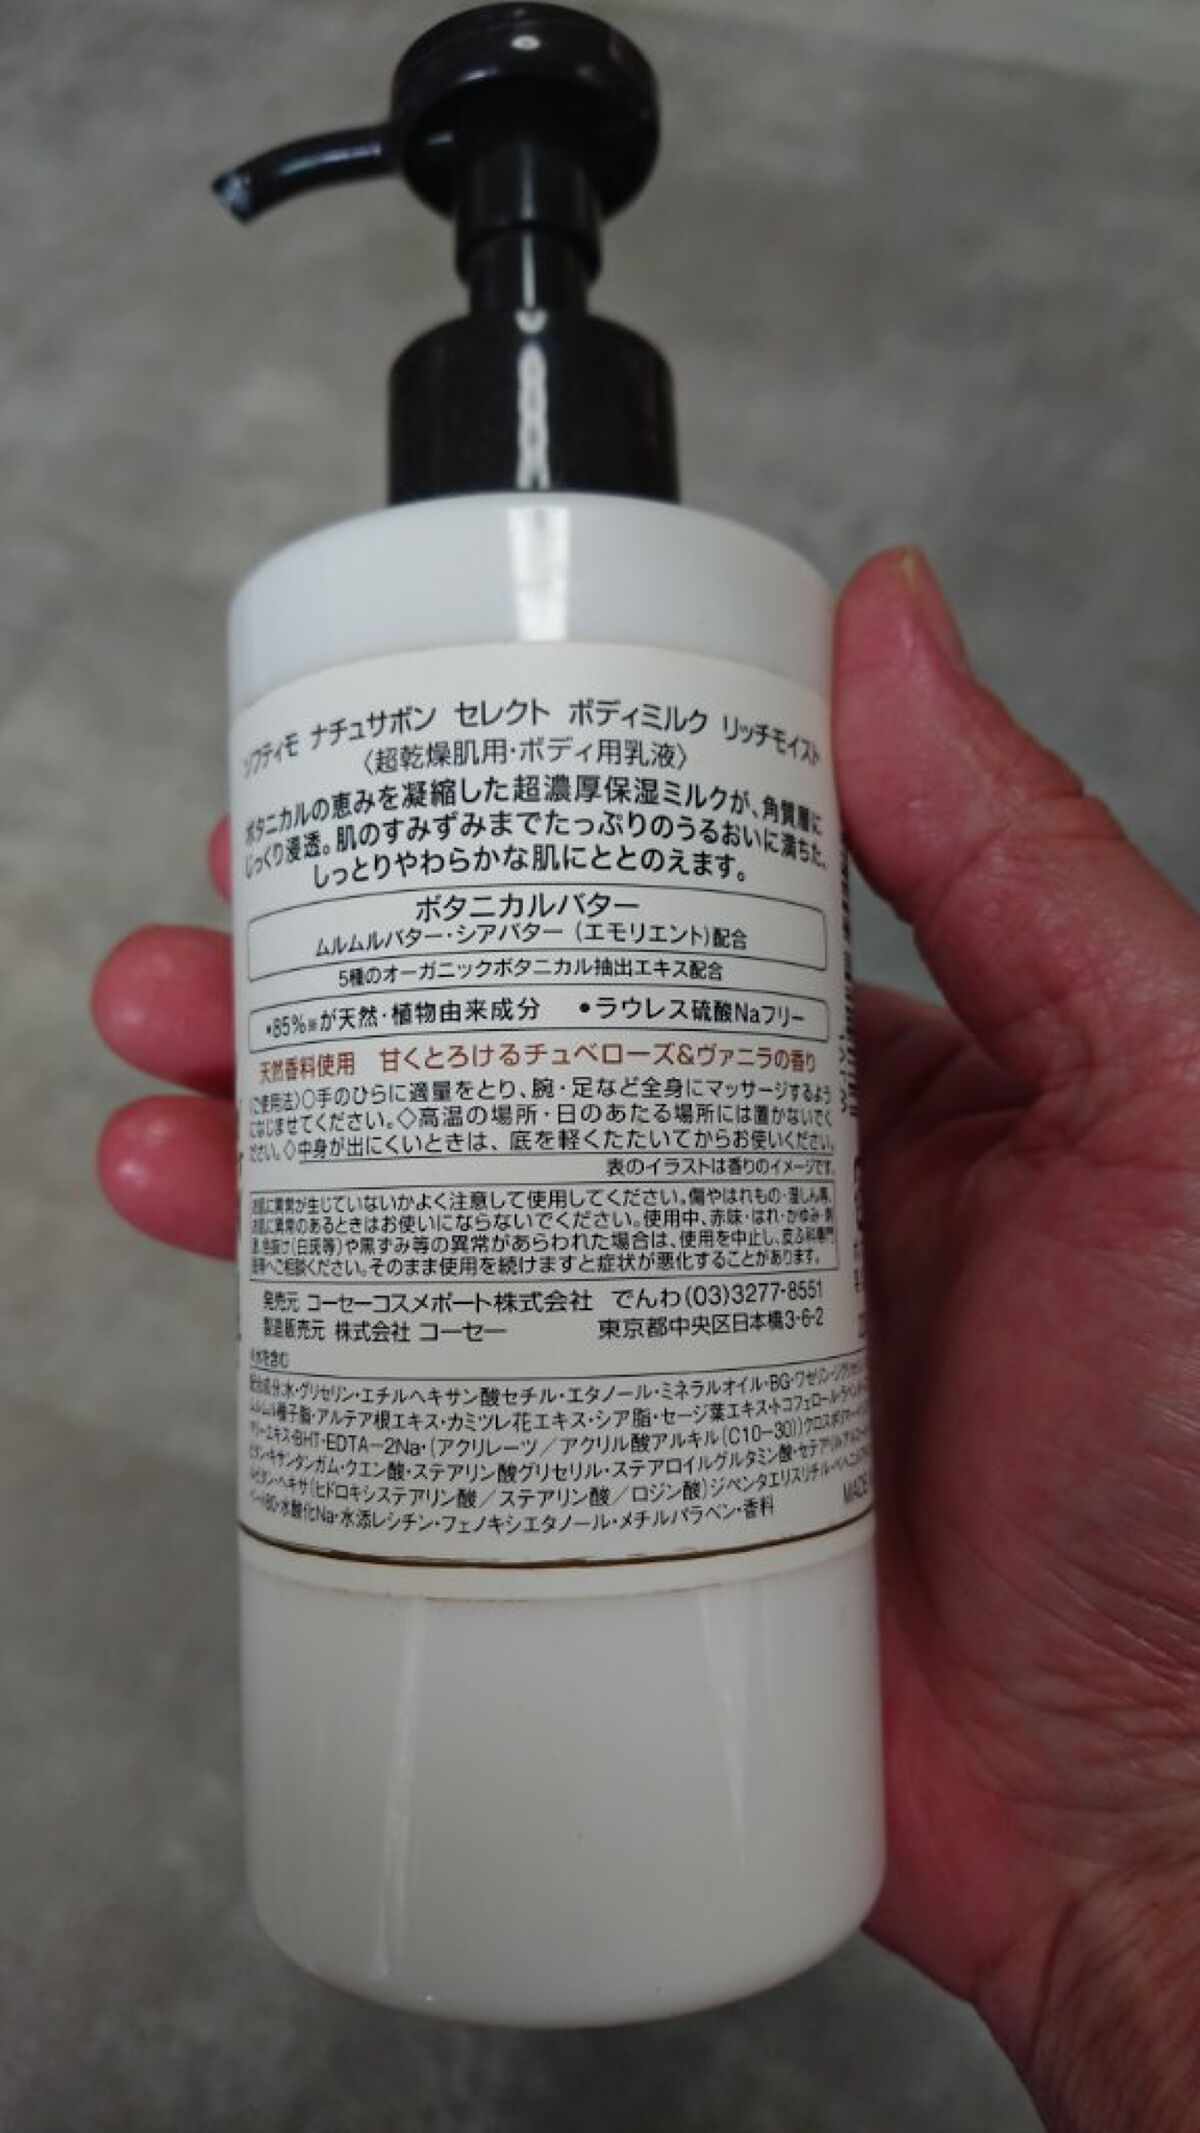 ソフティモ ナチュサボン セレクト ボディミルク リッチモイスト
〈超乾燥肌用・ボディ用乳液〉
ボタニカルの恵みを凝縮した超濃厚保湿ミルクが、角質層に
じっくり浸透。肌のすみずみまでたっぷりのうるおいに満ちた、
しっとりやわらかな肌にととのえます。
ボタニカルバター
ムルムルバター・シアバター (エモリエント)配合
5種のオーガニックボタニカル抽出エキス配合
•85%※が天然・植物由来成分 •ラウレス硫酸Naフリー
天然香料使用 甘くとろけるチュベローズ&ヴァニラの香り
(ご使用法)○手のひらに適量をとり、腕・足など全身にマッサージするよう
になじませてください。◇高温の場所・日のあたる場所には置かないでく
ださい。◇中身が出にくいときは、底を軽くたたいてからお使いください。
表のイラストは香りのイメージです。
お肌に異常が生じていないかよく注意して使用してください。傷やはれもの・湿しん等、
お肌に異常のあるときはお使いにならないでください。使用中、赤味・はれ・かゆみ・刺
激、色抜け(白斑等)や黒ずみ等の異常があらわれた場合は、使用を中止し、皮ふ科専門
医等へご相談ください。そのまま使用を続けますと症状が悪化することがあります。
発売元 コーセーコスメポート株式会社 でんわ(03)3277-8551
製造販売元 株式会社 コーセー 東京都中央区日本橋3-6-2
※水を含む
配合成分:水・グリセリン・エチルヘキサン酸セチル・エタノール・ミネラルオイル・BG・ワセリン・
ムルムル種子脂・アルテア根エキス・カミツレ花エキス・シア脂・セージ葉エキス・トコフェロール・
エキス・BHT・EDTA-2Na・(アクリレーツ/アクリル酸アルキル(C10-30))クロスポリマー・
キサンタンガム・クエン酸・ステアリン酸グリセリル・ステアロイルグルタミン酸・
ヘキサ(ヒドロキシステアリン酸/ステアリン酸/ロジン酸)ジペンタエリスリチル・
80・水酸化Na・水添レシチン・フェノキシエタノール・メチルパラベン・香料
MADE